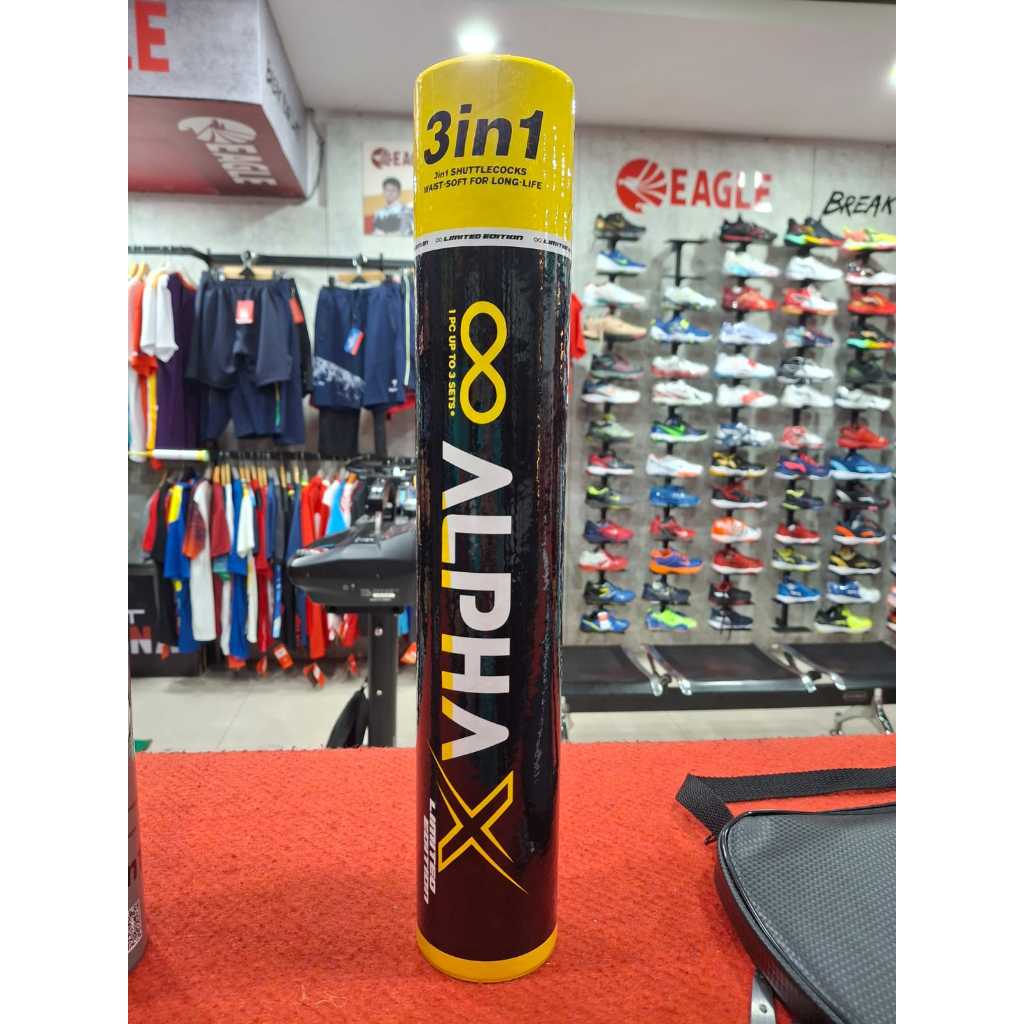 3in1
3in1 SHUTTLECOCKS
WAIST-SOFT FOR LONG-LIFE
∞ LIMITED EDITION
∞ LIMITED
1 PC UP TO 3 SETS
ALPHA X
LIMITED
EDITION
EAGLE
EAGLE
BREAK